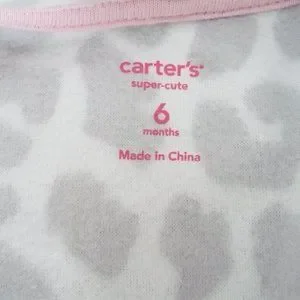 carter's®
super-cute
6
months
Made in China